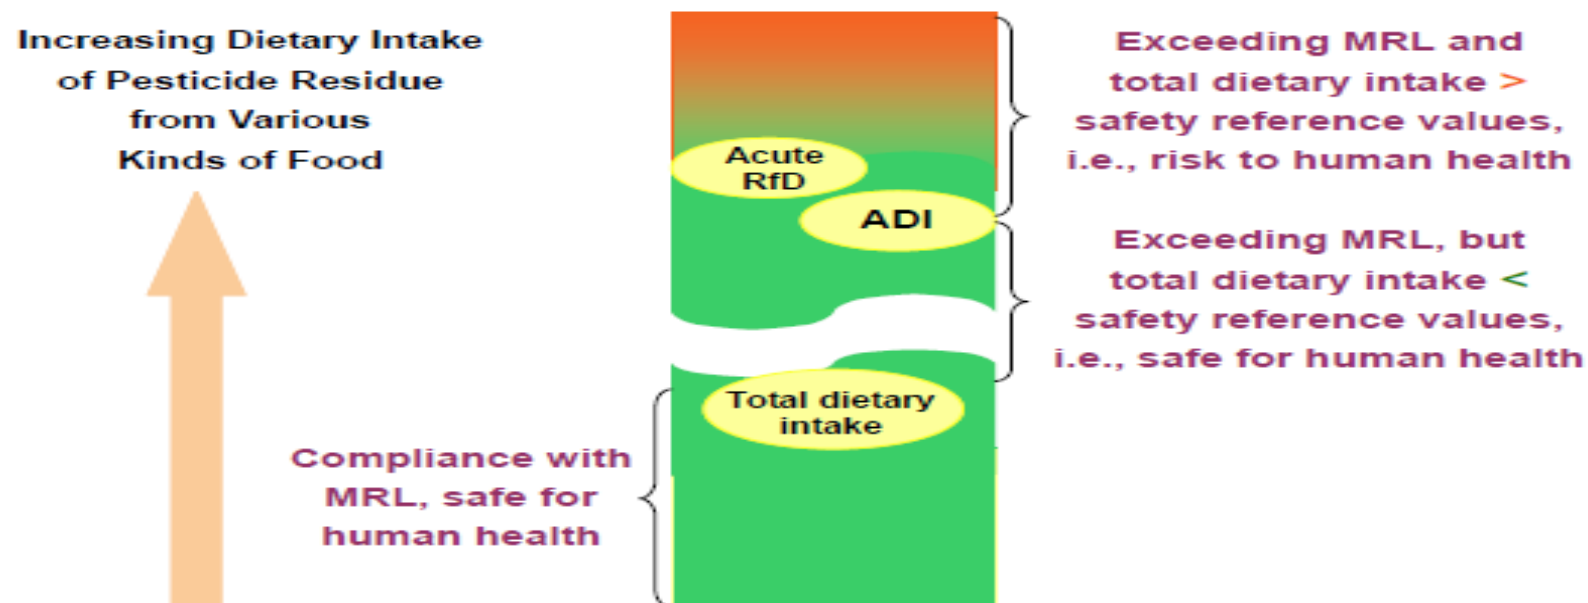 Increasing Dietary Intake
of Pesticide Residue
from Various
Kinds of Food
Acute
RfD
ADI
Total dietary
intake
Exceeding MRL and
total dietary intake >
safety reference values,
i.e., risk to human health
Exceeding MRL, but
total dietary intake <
safety reference values,
i.e., safe for human health
Compliance with
MRL, safe for
human health